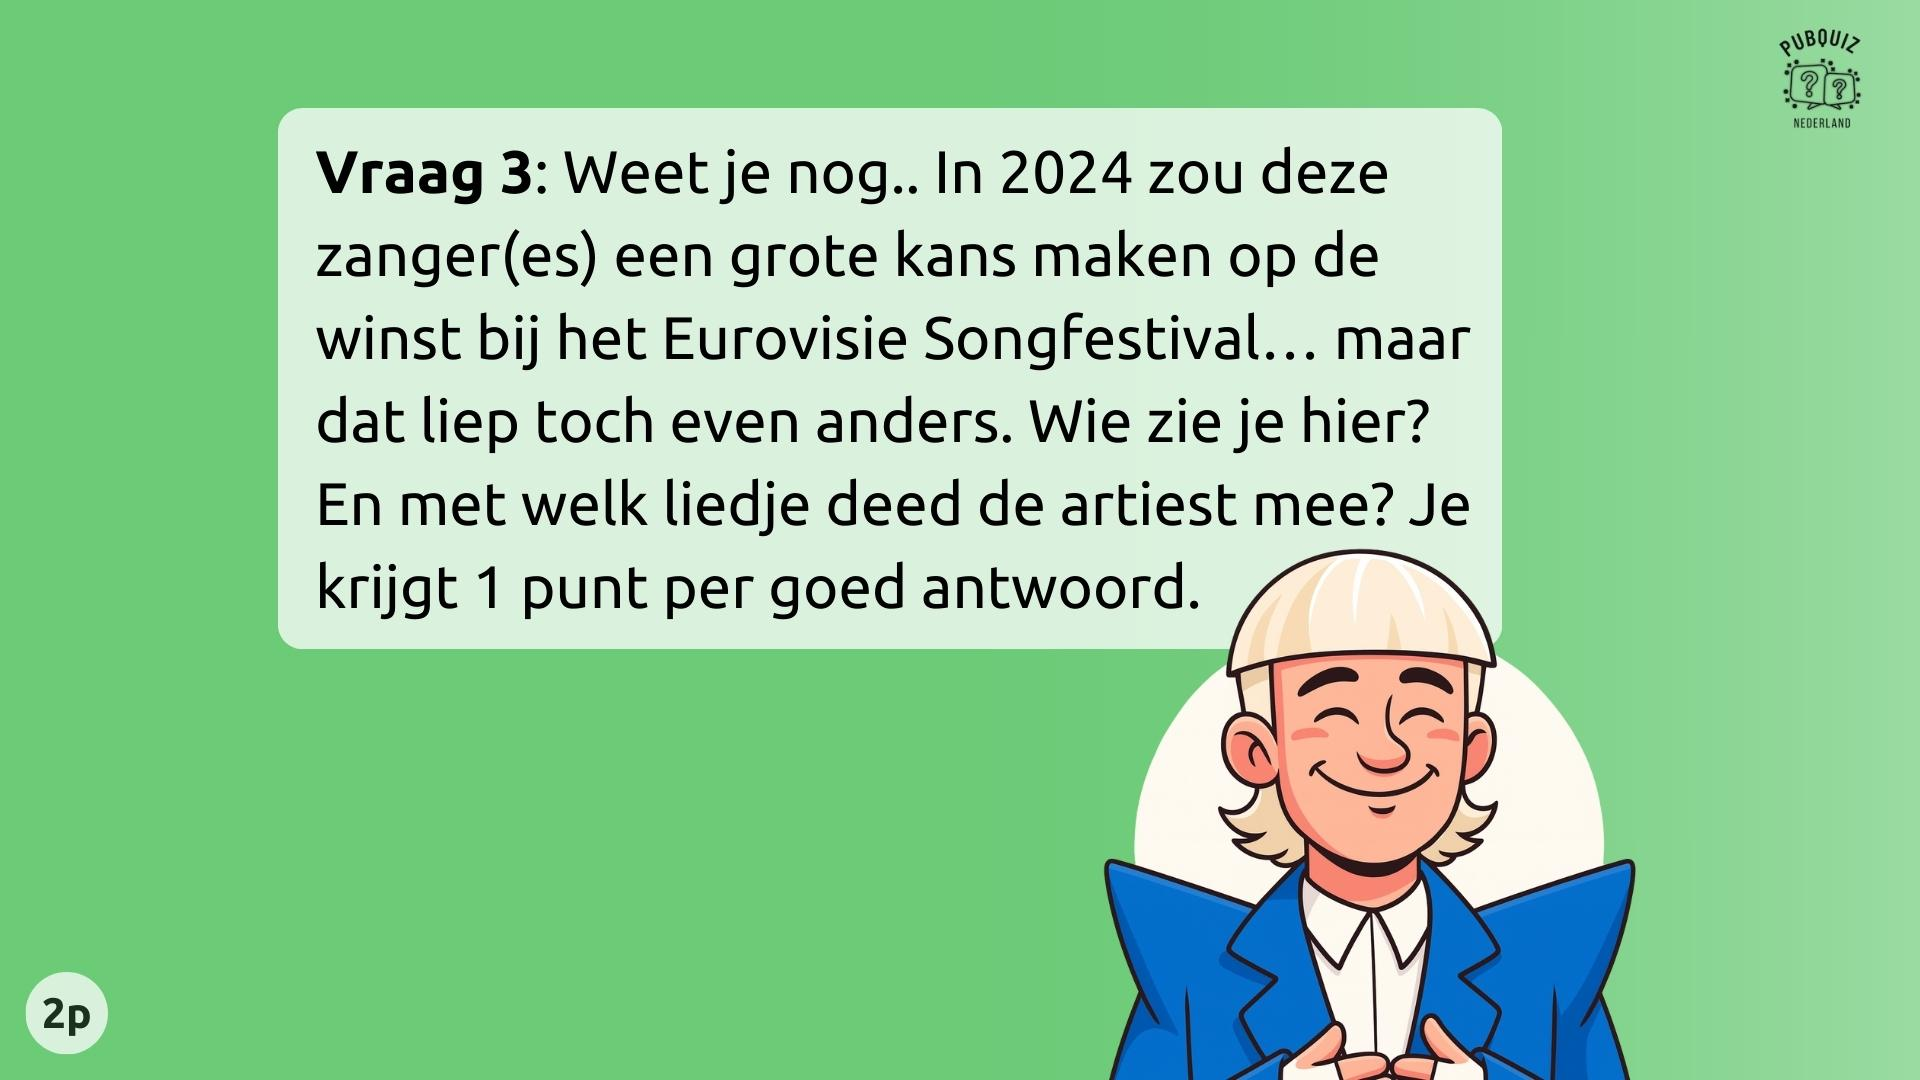 PUBQUIZ
? ?
NEDERLAND
Vraag 3: Weet je nog.. In 2024 zou deze
zanger(es) een grote kans maken op de
winst bij het Eurovisie Songfestival… maar
dat liep toch even anders. Wie zie je hier?
En met welk liedje deed de artiest mee? Je
krijgt 1 punt per goed antwoord.
2p